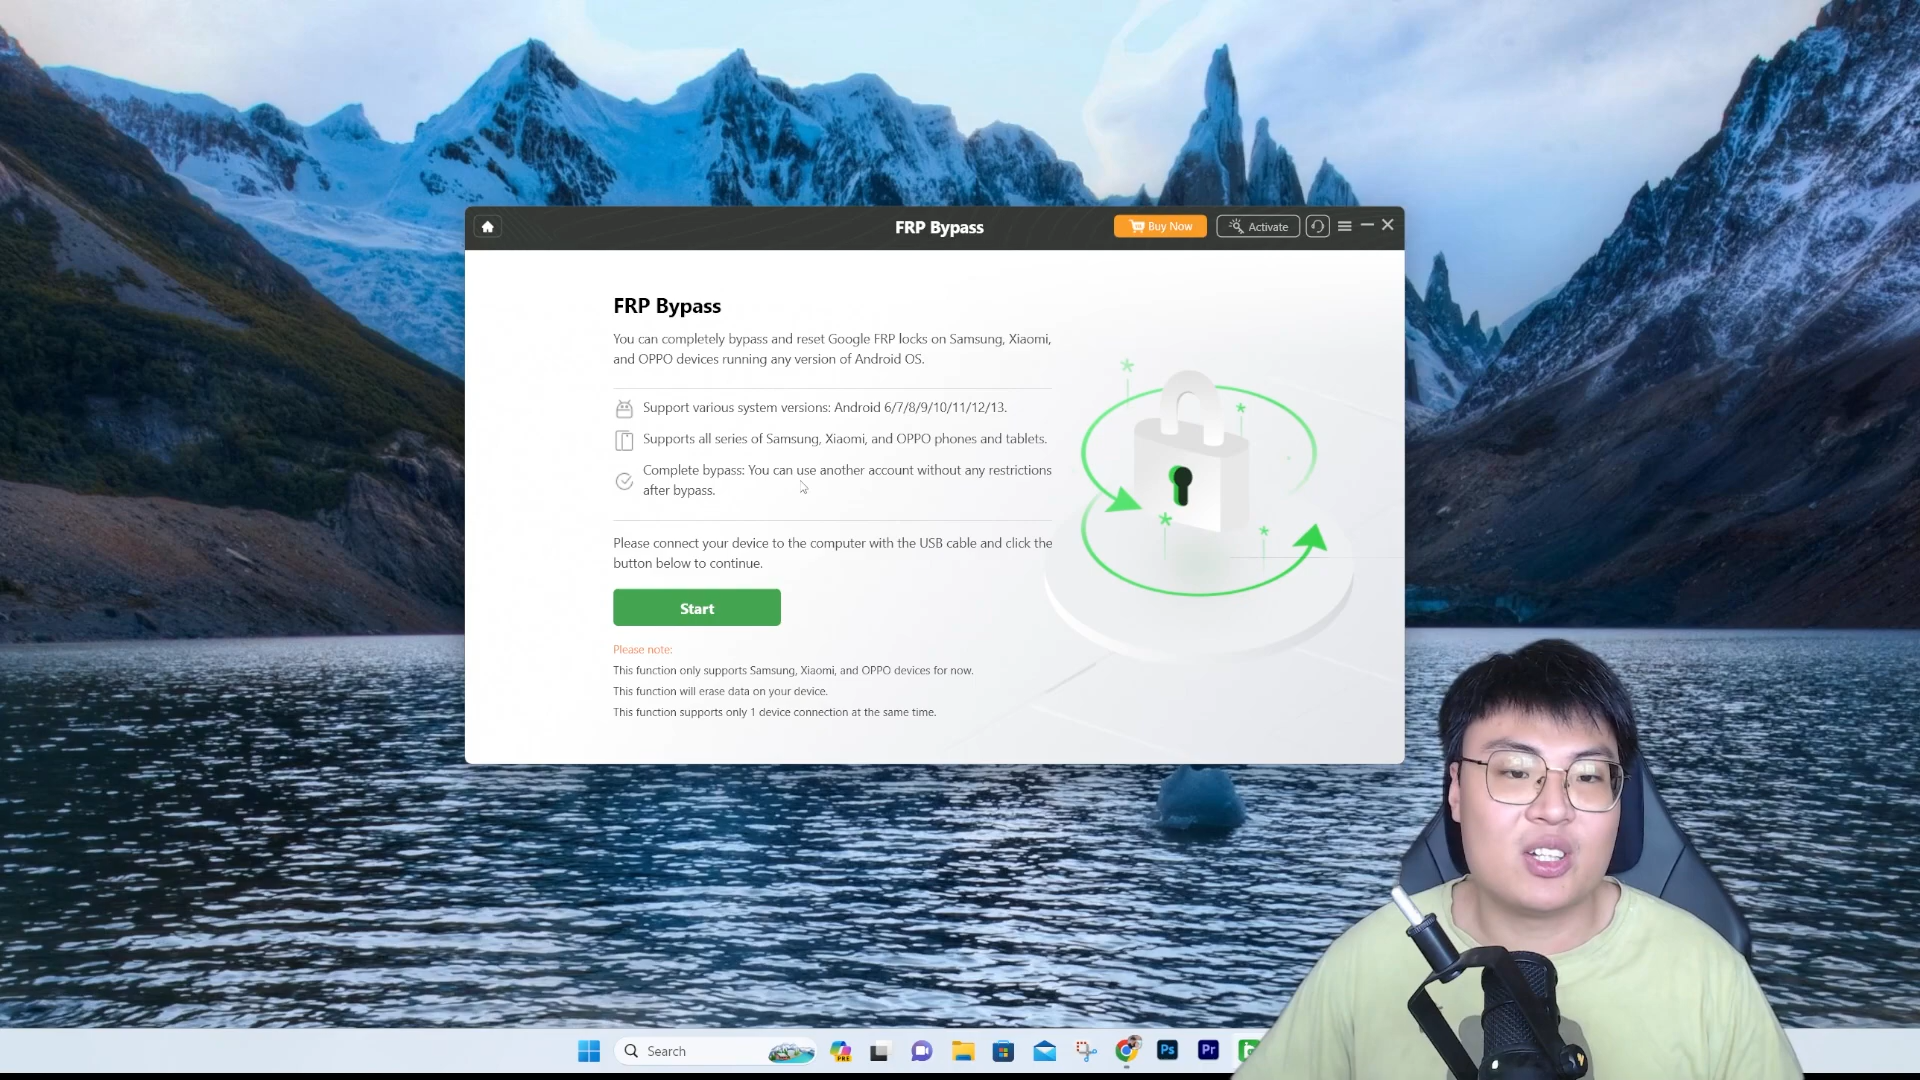 FRP Bypass
Buy Now
Activate
FRP Bypass
You can completely bypass and reset Google FRP locks on Samsung, Xiaomi,
and OPPO devices running any version of Android OS.
Support various system versions: Android 6/7/8/9/10/11/12/13.
Supports all series of Samsung, Xiaomi, and OPPO phones and tablets.
Complete bypass: You can use another account without any restrictions
after bypass.
Please connect your device to the computer with the USB cable and click the
button below to continue.
Start
Please note:
This function only supports Samsung, Xiaomi, and OPPO devices for now.
This function will erase data on your device.
This function supports only 1 device connection at the same time.
Search
PRE
Ps
Pr